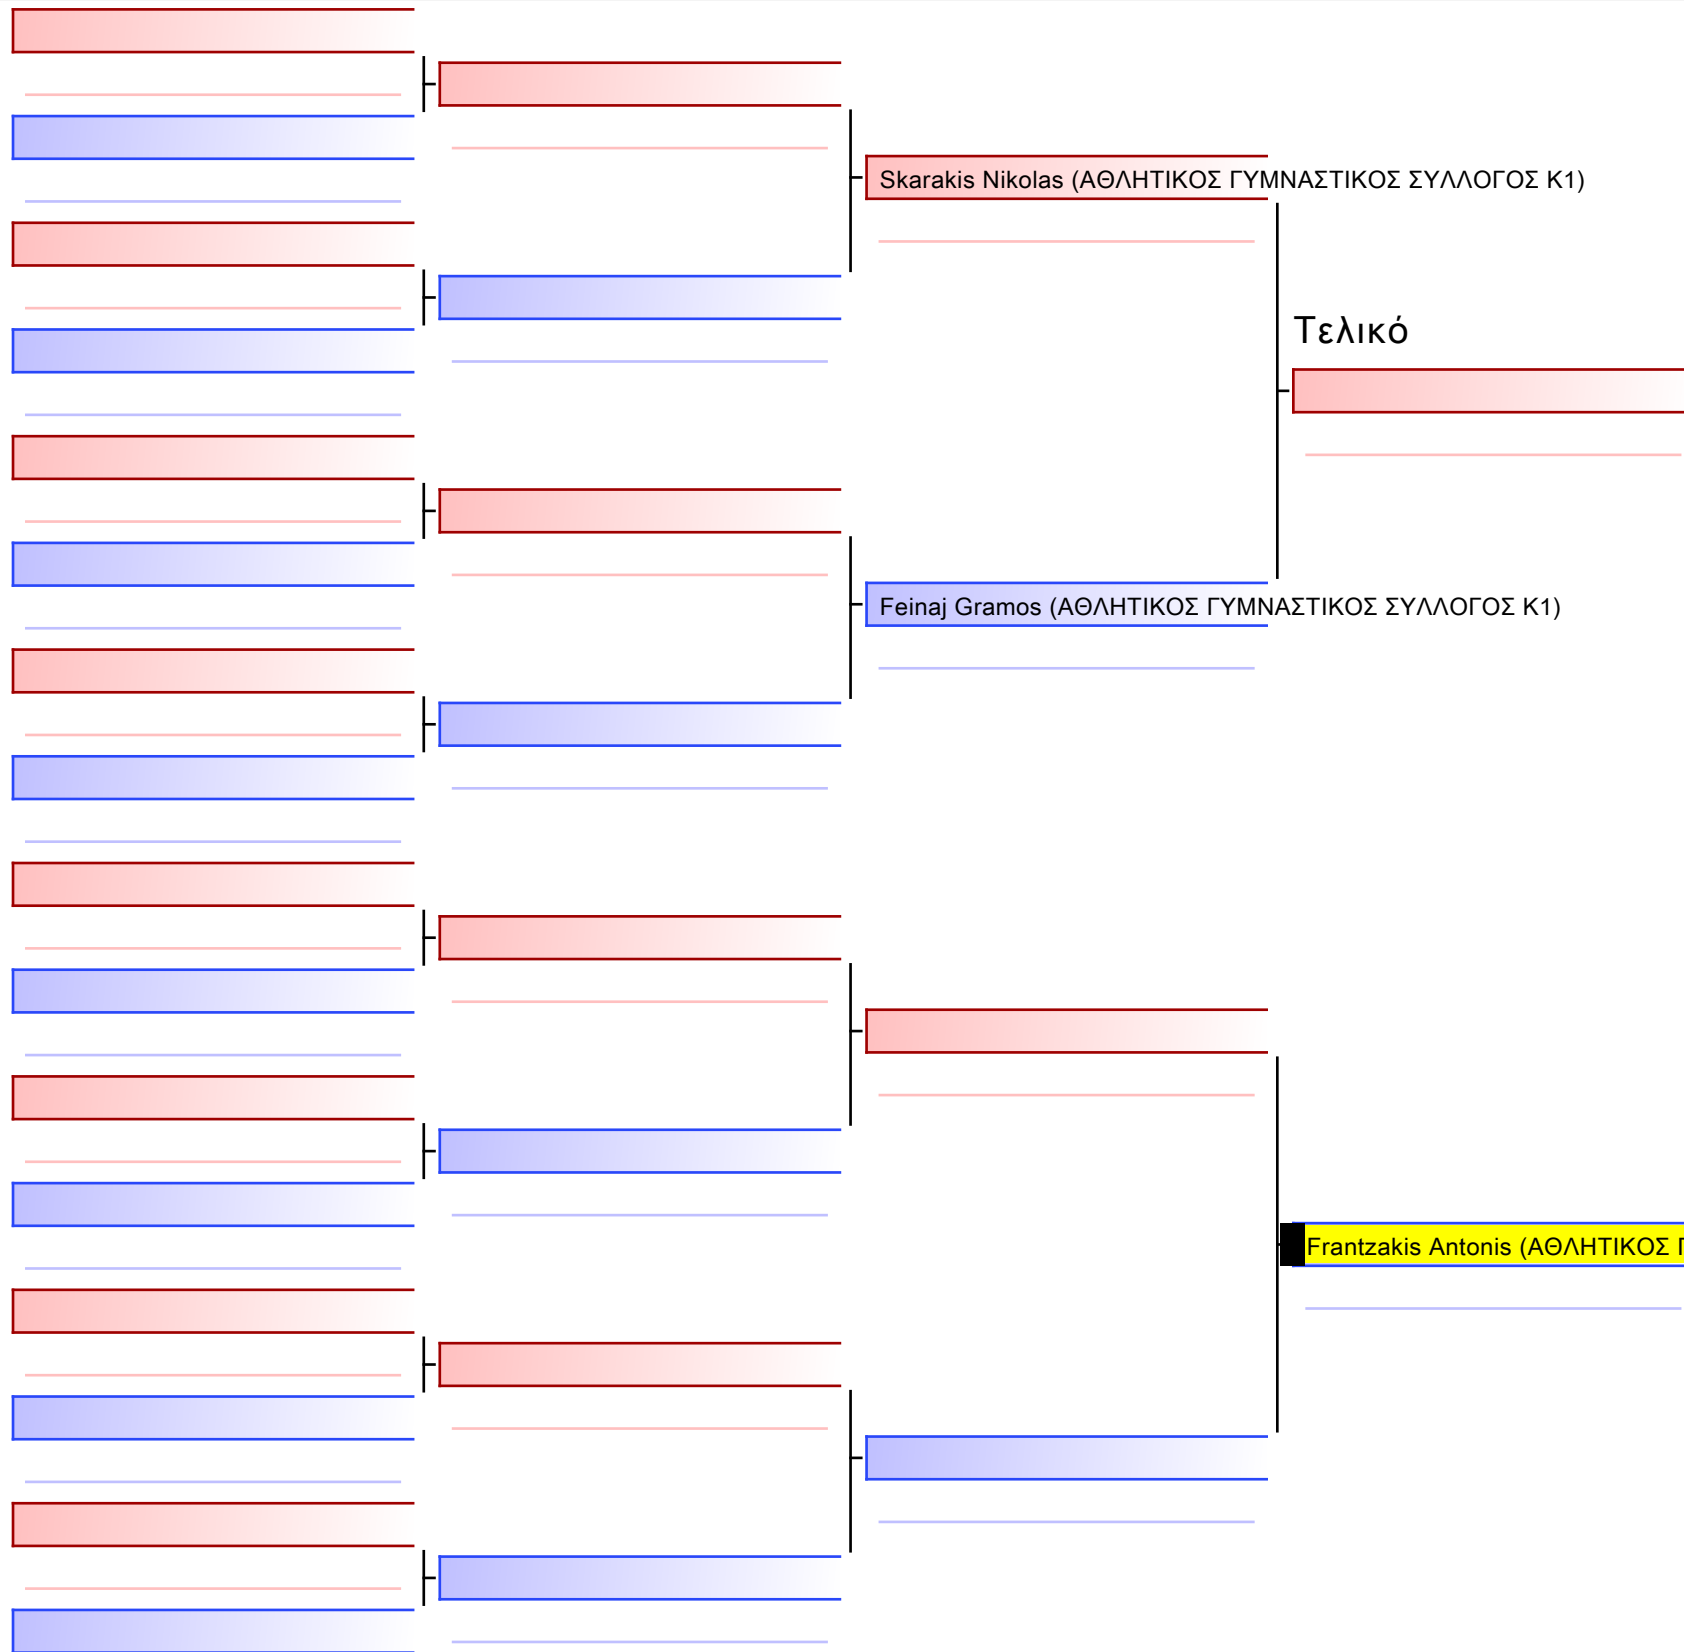 Skarakis Nikolas (ΑΘΛΗΤΙΚΟΣ ΓΥΜΝΑΣΤΙΚΟΣ ΣΥΛΛΟΓΟΣ Κ1)
Τελικό
Feinaj Gramos (ΑΘΛΗΤΙΚΟΣ ΓΥΜΝΑΣΤΙΚΟΣ ΣΥΛΛΟΓΟΣ Κ1)
Frantzakis Antonis (ΑΘΛΗΤΙΚΟΣ